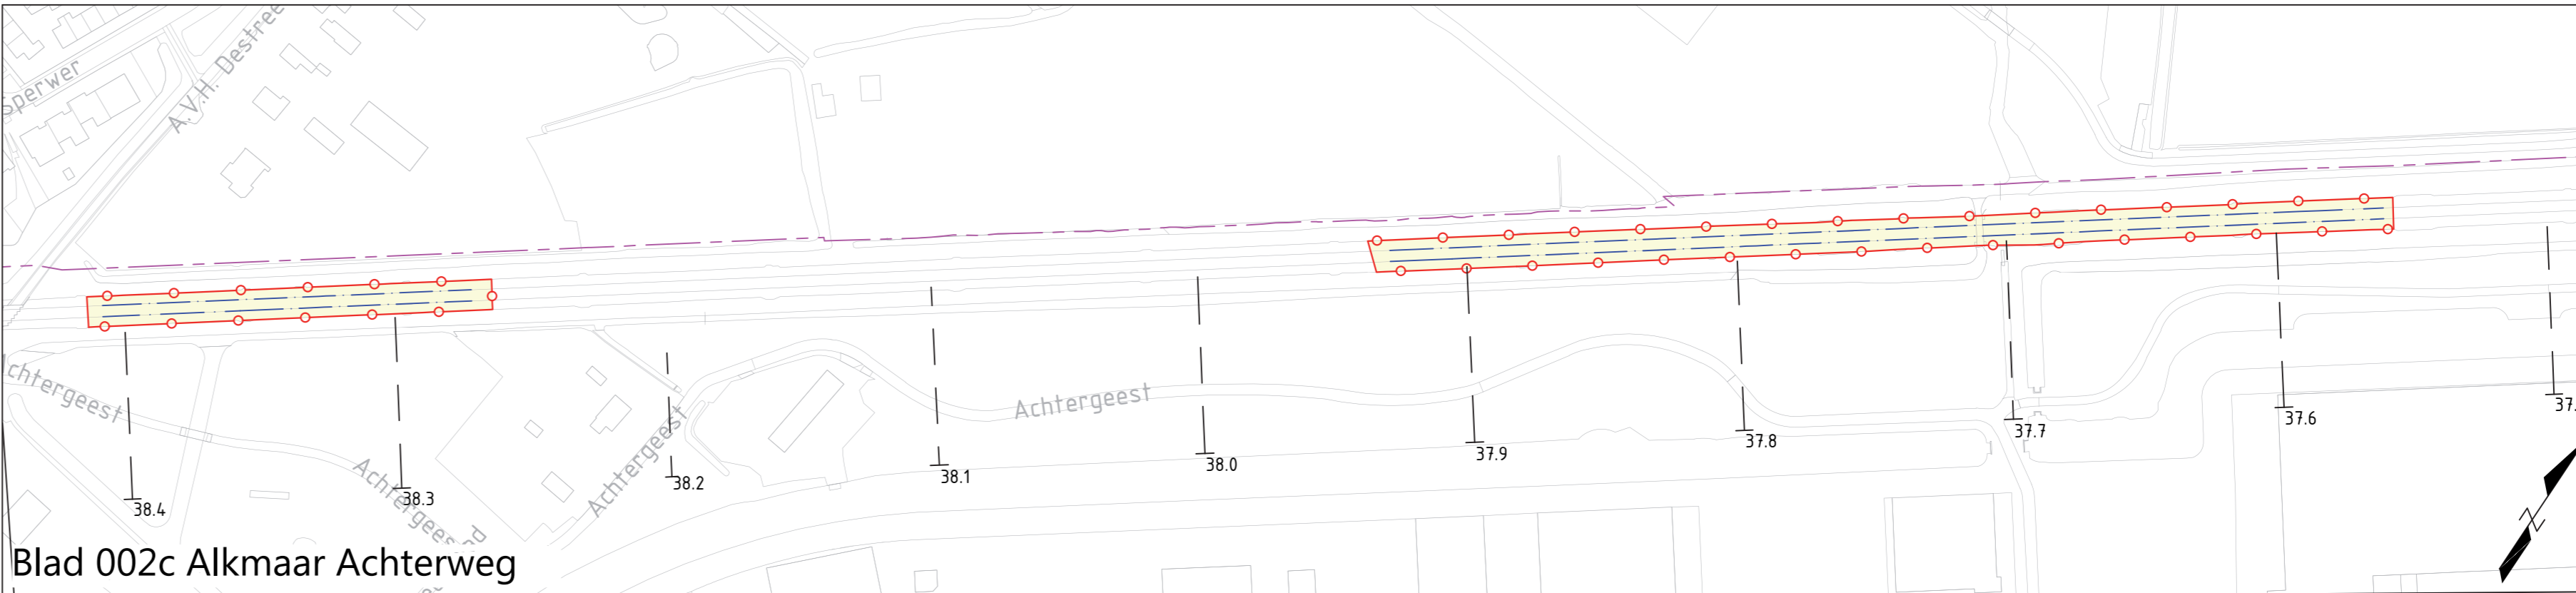 Sperwer
A.V.H. Destree
Achtergeest
Achtergeest
Achtergeest
38.4
38.3
38.2
38.1
38.0
37.9
37.8
37.7
37.6
37.
Blad 002c Alkmaar Achterweg